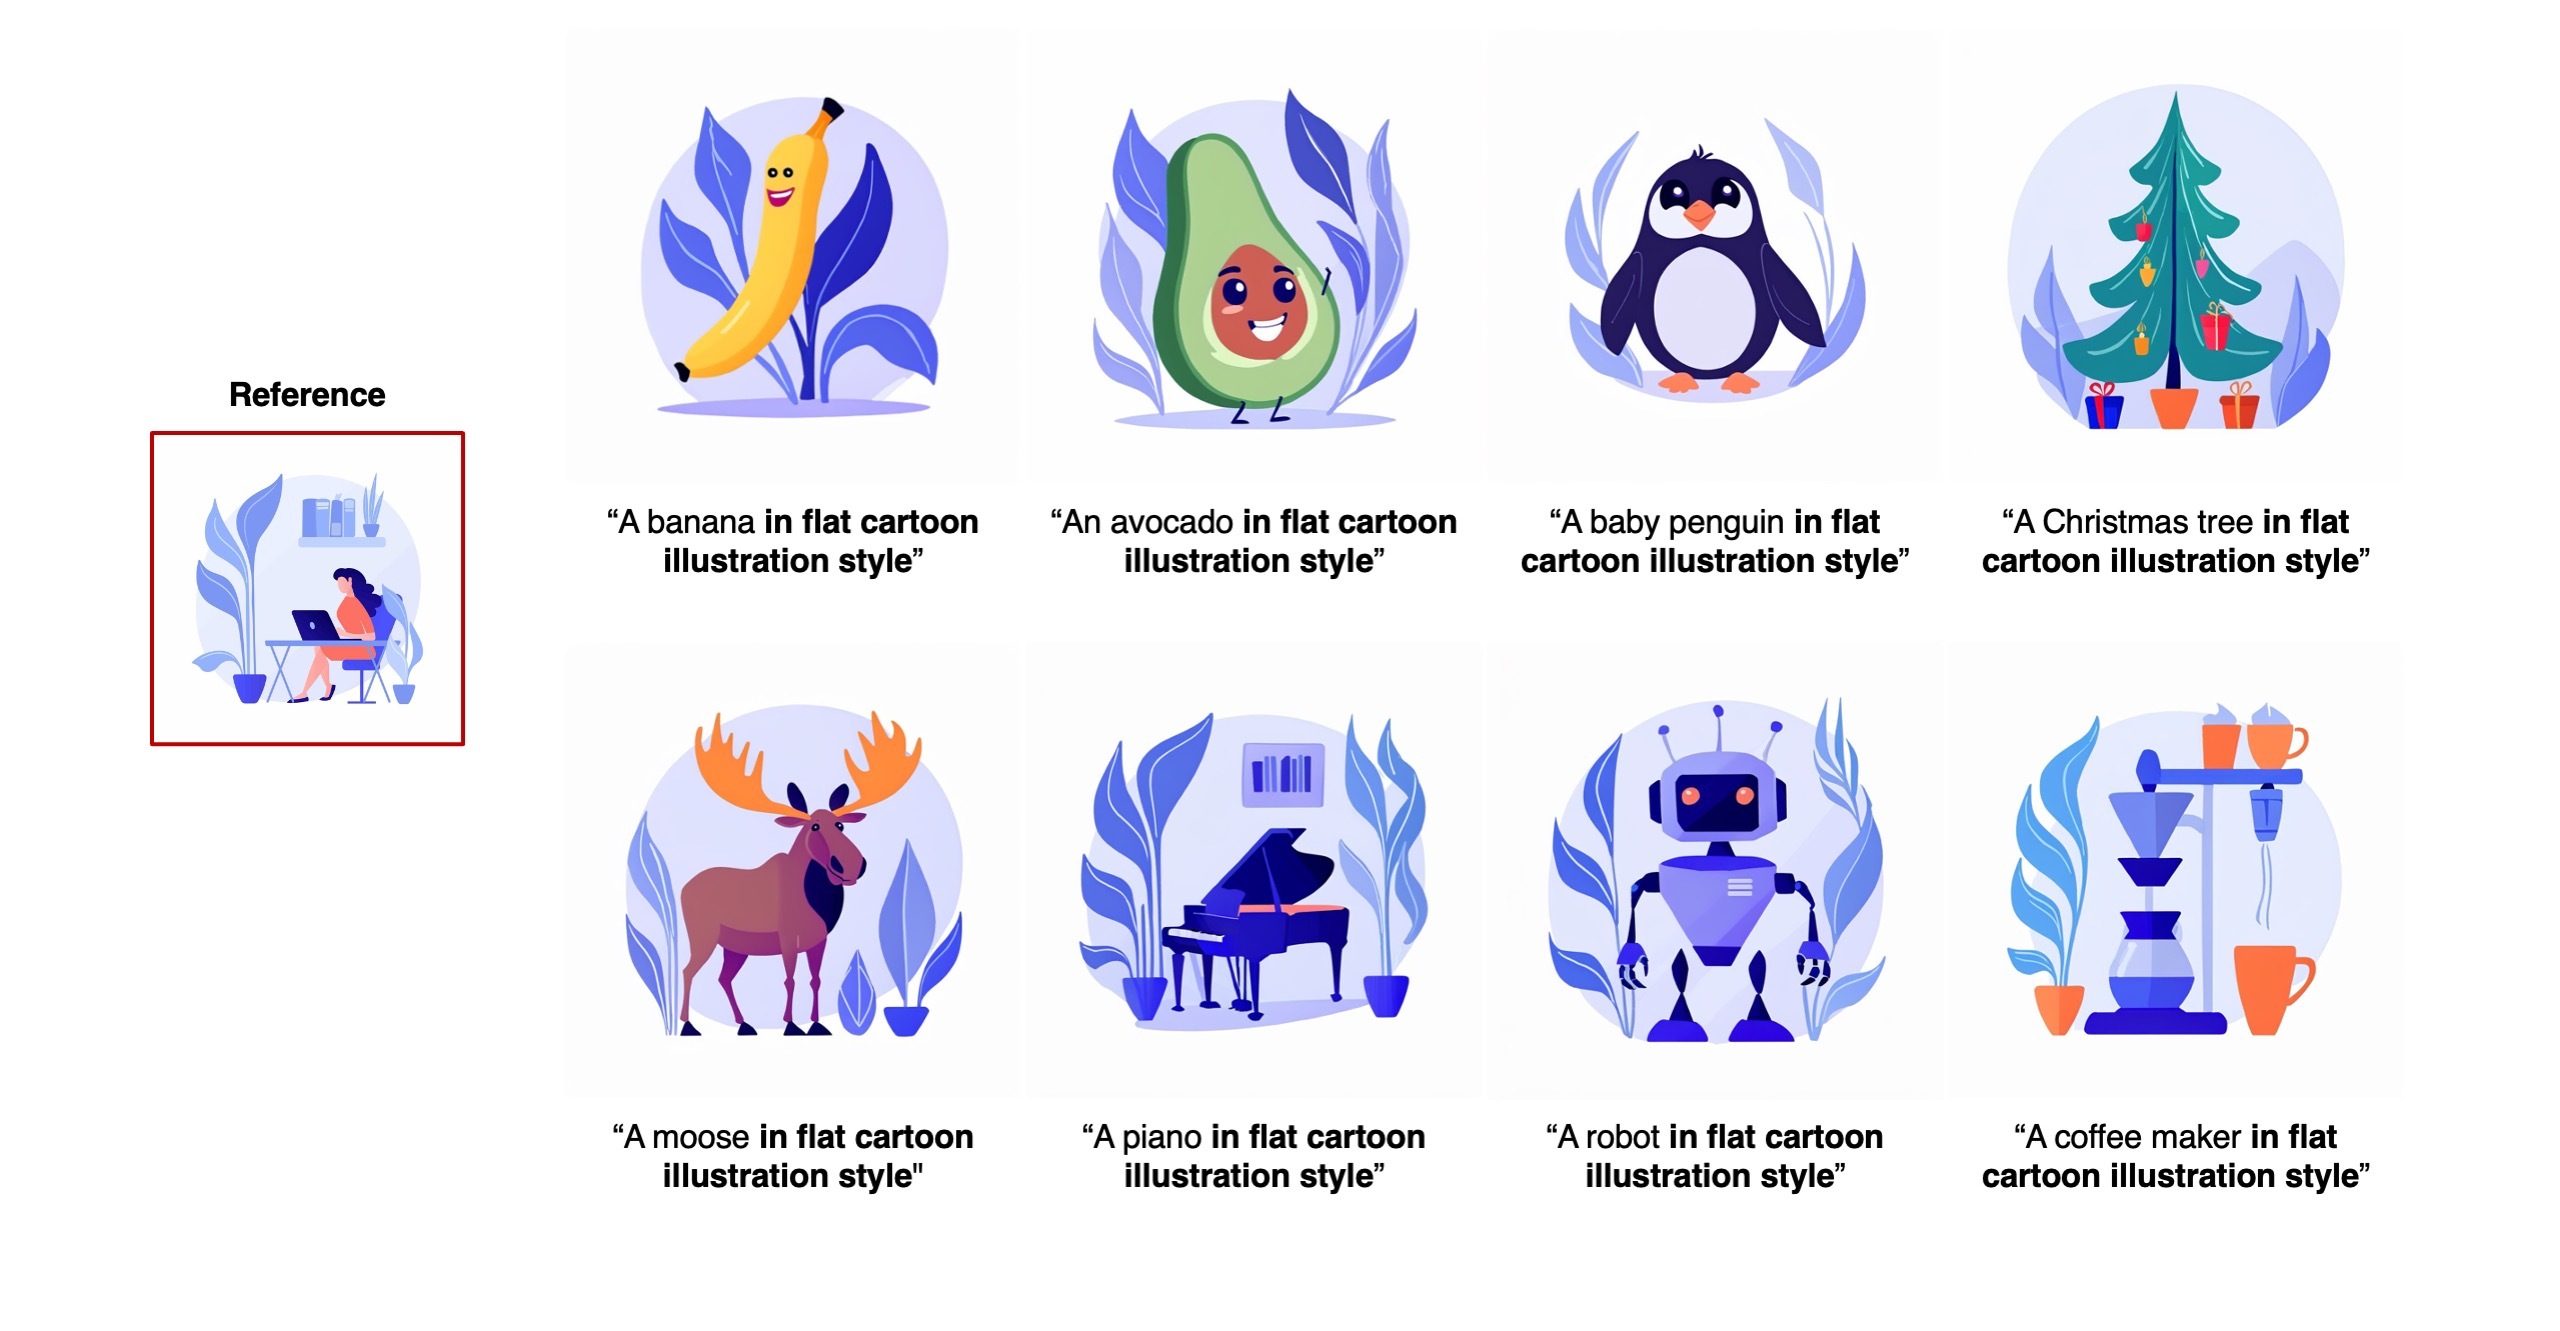 Reference
“A banana in flat cartoon
illustration style”
“An avocado in flat cartoon
illustration style”
“A baby penguin in flat
cartoon illustration style”
“A Christmas tree in flat
cartoon illustration style”
“A moose in flat cartoon
illustration style"
“A piano in flat cartoon
illustration style”
“A robot in flat cartoon
illustration style”
“A coffee maker in flat
cartoon illustration style”